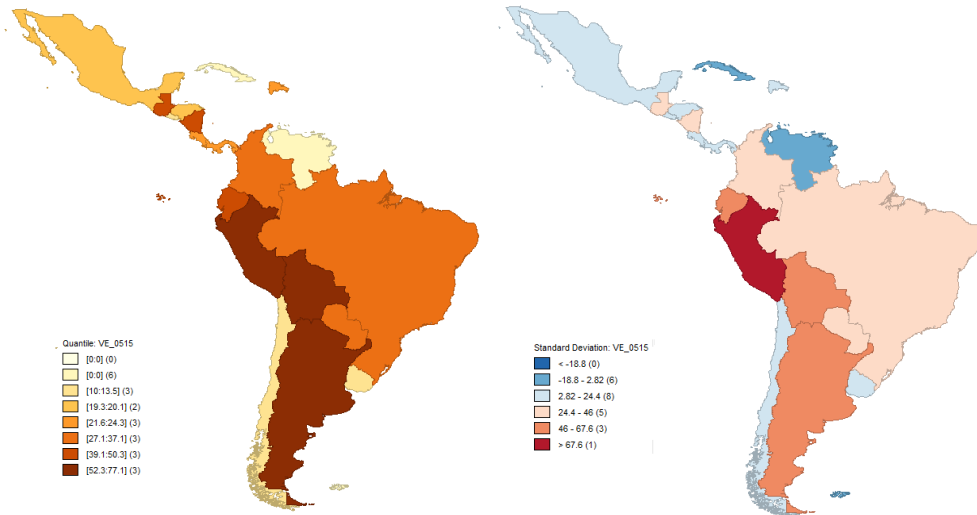 Quantile: VE_0515
[0:0] (0)
[0:0] (6)
[10:13.5] (3)
[19.3:20.1] (2)
[21.6:24.3] (3)
[27.1:37.1] (3)
[39.1:50.3] (3)
[52.3:77.1] (3)
Standard Deviation: VE_0515
< -18.8 (0)
-18.8 - 2.82 (6)
2.82 - 24.4 (8)
24.4 - 46 (5)
46 - 67.6 (3)
> 67.6 (1)